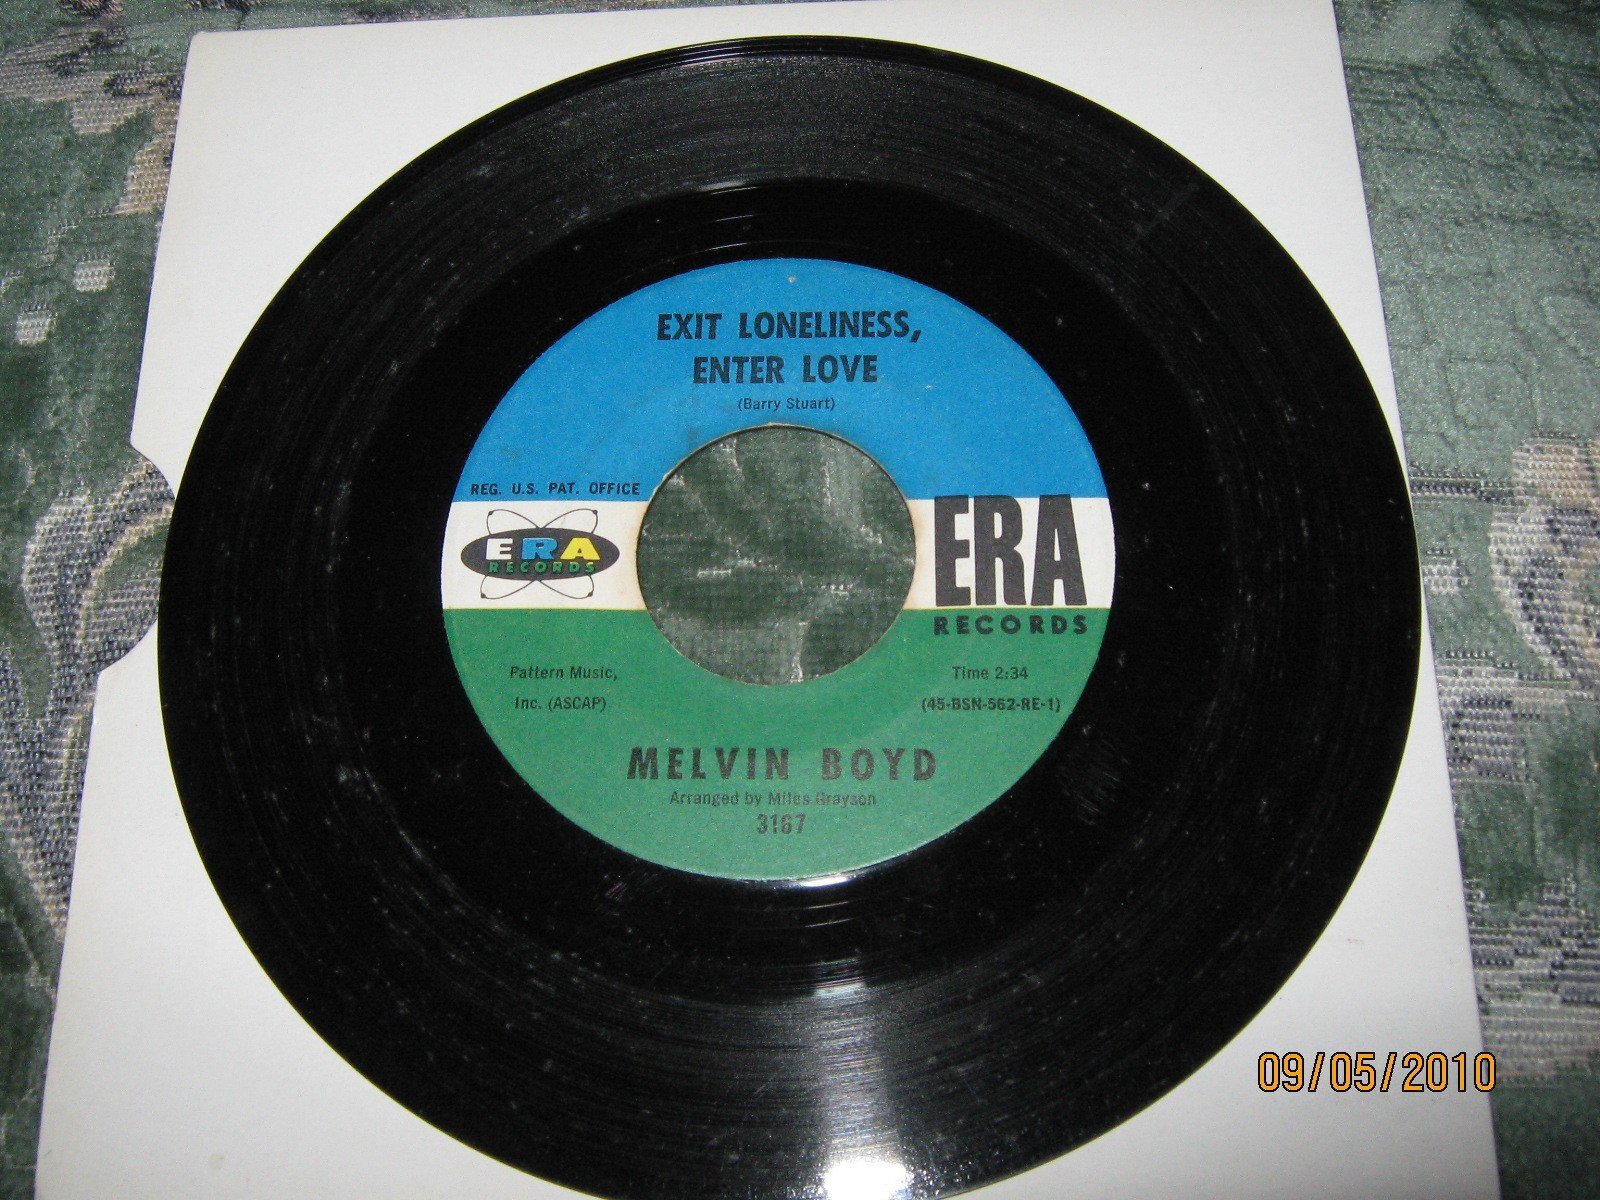 EXIT LONELINESS,
ENTER LOVE
(Barry Stuart)
REG. U.S. PAT. OFFICE
ERA
RECORDS
ERA
RECORDS
Pattern Music,
Inc. (ASCAP)
Time 2:34
(45-BSN-562-RE-1)
MELVIN BOYD
Arranged by Miles Grayson
3167
09/05/2010